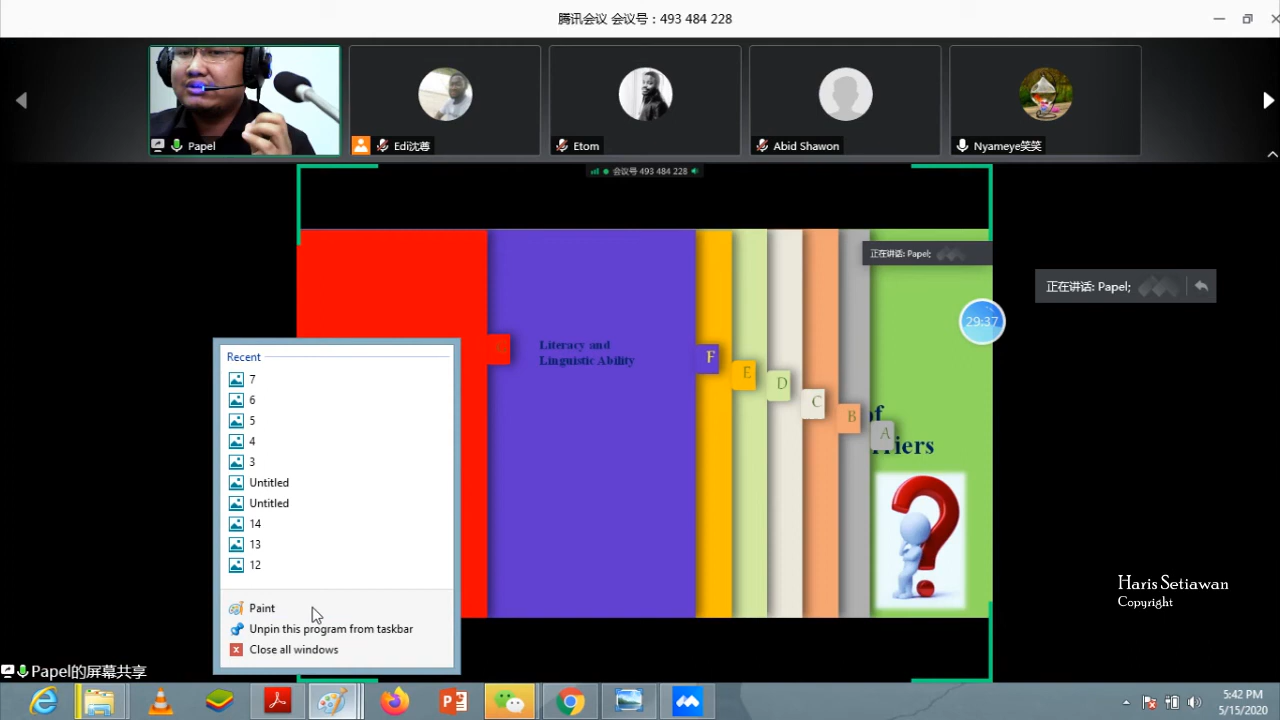 腾讯会议 会议号：493 484 228
Papel
Edi沈蓉
Etom
Abid Shawon
Nyameye笑笑
会议号 493 484 228
正在讲话: Papel;
正在讲话: Papel;
29:37
Literacy and
Linguistic Ability
F
E
D
C
B
A
of
riers
Recent
7
6
5
4
3
Untitled
Untitled
14
13
12
Paint
Unpin this program from taskbar
Close all windows
Haris Setiawan
Copyright
Papel的屏幕共享
5:42 PM
5/15/2020